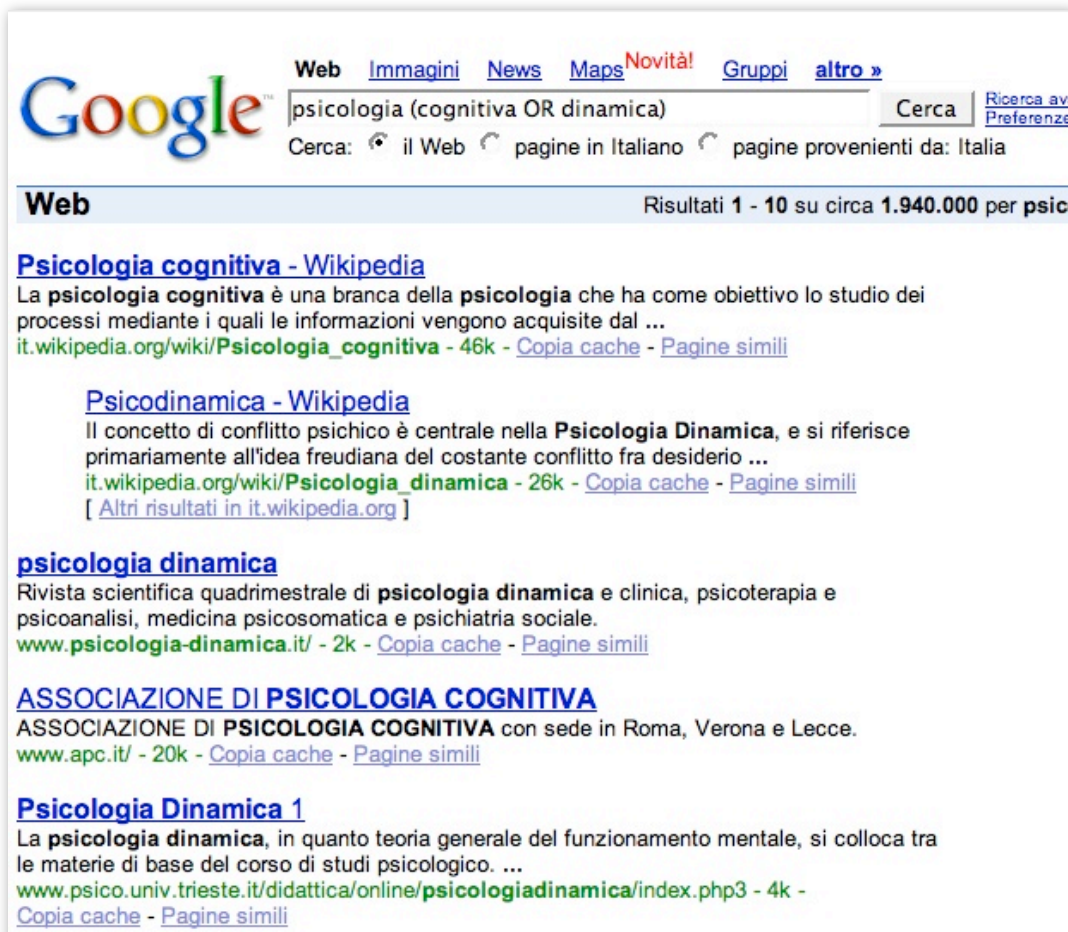 Google™
Web Immagini News Maps Novità! Gruppi altro »
psicologia (cognitiva OR dinamica) Cerca
Ricerca av
Preferenze
Cerca: il Web pagine in Italiano pagine provenienti da: Italia
Web Risultati 1 - 10 su circa 1.940.000 per psic
Psicologia cognitiva - Wikipedia
La psicologia cognitiva è una branca della psicologia che ha come obiettivo lo studio dei
processi mediante i quali le informazioni vengono acquisite dal ...
it.wikipedia.org/wiki/Psicologia_cognitiva - 46k - Copia cache - Pagine simili
Psicodinamica - Wikipedia
Il concetto di conflitto psichico è centrale nella Psicologia Dinamica, e si riferisce
primariamente all'idea freudiana del costante conflitto fra desiderio ...
it.wikipedia.org/wiki/Psicologia_dinamica - 26k - Copia cache - Pagine simili
[ Altri risultati in it.wikipedia.org ]
psicologia dinamica
Rivista scientifica quadrimestrale di psicologia dinamica e clinica, psicoterapia e
psicoanalisi, medicina psicosomatica e psichiatria sociale.
www.psicologia-dinamica.it/ - 2k - Copia cache - Pagine simili
ASSOCIAZIONE DI PSICOLOGIA COGNITIVA
ASSOCIAZIONE DI PSICOLOGIA COGNITIVA con sede in Roma, Verona e Lecce.
www.apc.it/ - 20k - Copia cache - Pagine simili
Psicologia Dinamica 1
La psicologia dinamica, in quanto teoria generale del funzionamento mentale, si colloca tra
le materie di base del corso di studi psicologico. ...
www.psico.univ.trieste.it/didattica/online/psicologiadinamica/index.php3 - 4k -
Copia cache - Pagine simili